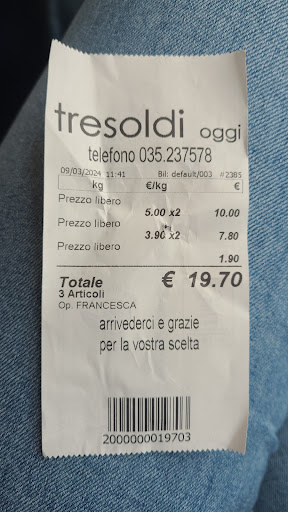 tresoldi oggi
telefono 035.237578
09/03/2024 11:41 Bil: default/003 #2385
kg €/kg €
Prezzo libero
5.00 x2 10.00
Prezzo libero
3.90 x2 7.80
Prezzo libero
1.90
Totale € 19.70
3 Articoli
Op. FRANCESCA
arrivederci e grazie
per la vostra scelta
2000000019703